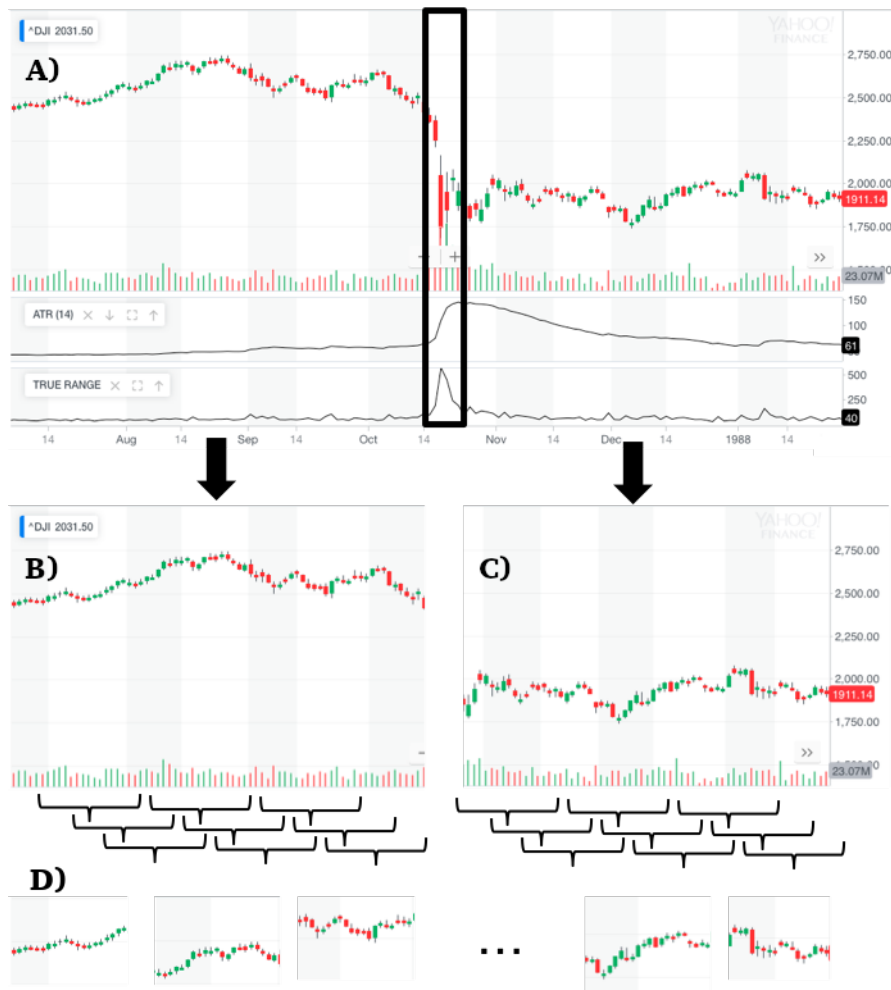 ^DJI 2031.50
YAHOO!
FINANCE
A)
2,750.00
2,500.00
2,250.00
2,000.00
1911.14
1,750.00
23.07M
ATR (14)
150
100
61
TRUE RANGE
500
250
40
14 Aug 14 Sep 14 Oct 14 Nov 14 Dec 14 1988 14
^DJI 2031.50
YAHOO!
FINANCE
B)
C)
2,750.00
2,500.00
2,250.00
2,000.00
1911.14
1,750.00
23.07M
D)
...